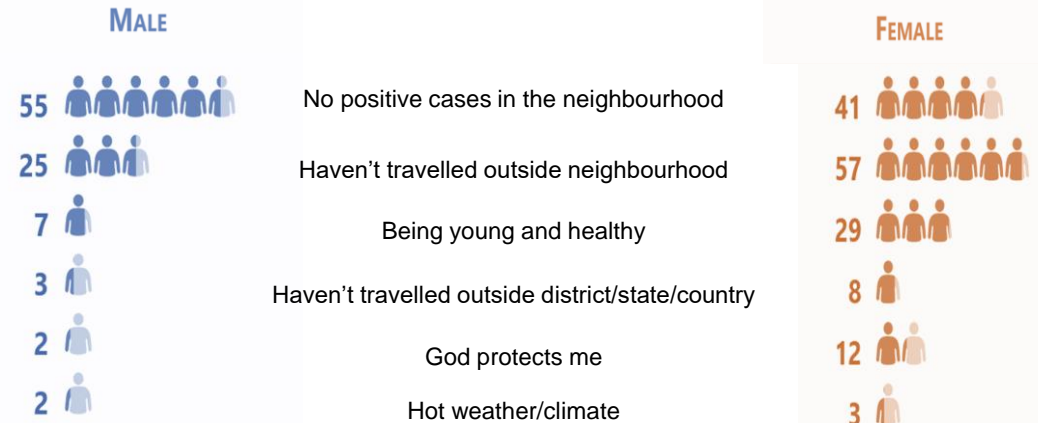 MALE
FEMALE
55 No positive cases in the neighbourhood 41
25 Haven’t travelled outside neighbourhood 57
7 Being young and healthy 29
3 Haven’t travelled outside district/state/country 8
2 God protects me 12
2 Hot weather/climate 3